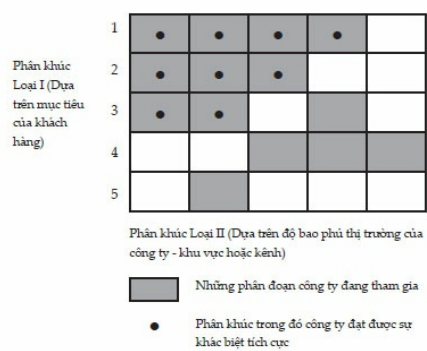 1
2
3
4
5
Phân khúc
Loại I (Dựa
trên mục tiêu
của khách
hàng)
Phân khúc Loại II (Dựa trên độ bao phủ thị trường của
công ty - khu vực hoặc kênh)
Những phân đoạn công ty đang tham gia
Phân khúc trong đó công ty đạt được sự
khác biệt tích cực